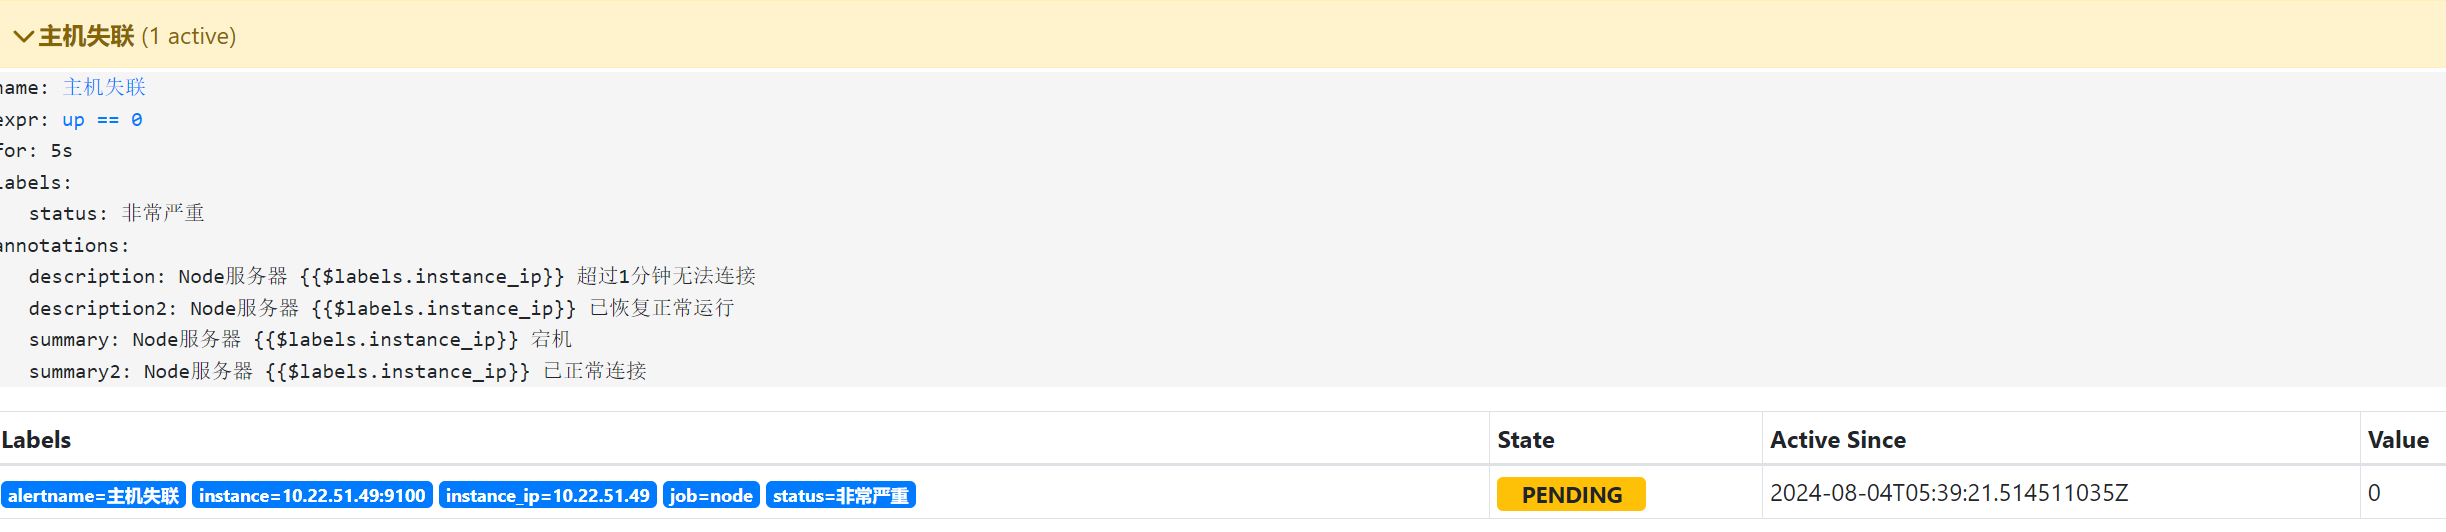 主机失联 (1 active)
name: 主机失联
expr: up == 0
for: 5s
labels:
status: 非常严重
annotations:
description: Node服务器 {{$labels.instance_ip}} 超过1分钟无法连接
description2: Node服务器 {{$labels.instance_ip}} 已恢复正常运行
summary: Node服务器 {{$labels.instance_ip}} 宕机
summary2: Node服务器 {{$labels.instance_ip}} 已正常连接
Labels State Active Since Value
alertname=主机失联 instance=10.22.51.49:9100 instance_ip=10.22.51.49 job=node status=非常严重 PENDING 2024-08-04T05:39:21.514511035Z 0